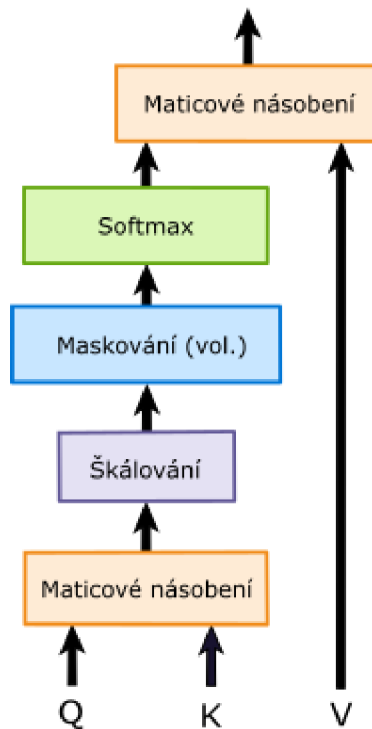 Maticové násobení
Softmax
Maskování (vol.)
Škálování
Maticové násobení
Q K V